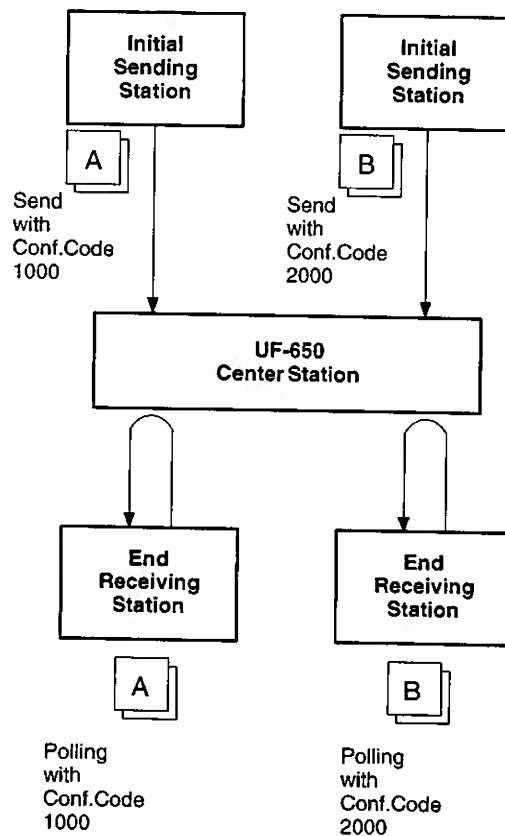 Initial
Sending
Station
Initial
Sending
Station
A
B
Send
with
Conf.Code
1000
Send
with
Conf.Code
2000
UF-650
Center Station
End
Receiving
Station
End
Receiving
Station
A
B
Polling
with
Conf.Code
1000
Polling
with
Conf.Code
2000